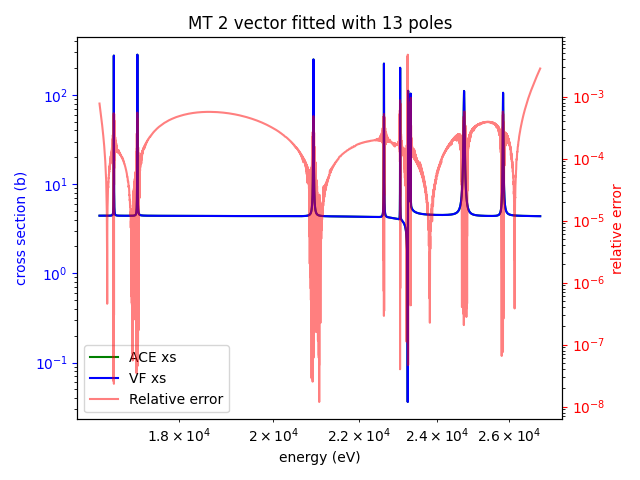 MT 2 vector fitted with 13 poles
cross section (b)
10²
10¹
10⁰
10⁻¹
10⁻³
10⁻⁴
10⁻⁵
10⁻⁶
10⁻⁷
10⁻⁸
relative error
ACE xs
VF xs
Relative error
1.8 × 10⁴ 2 × 10⁴ 2.2 × 10⁴ 2.4 × 10⁴ 2.6 × 10⁴
energy (eV)